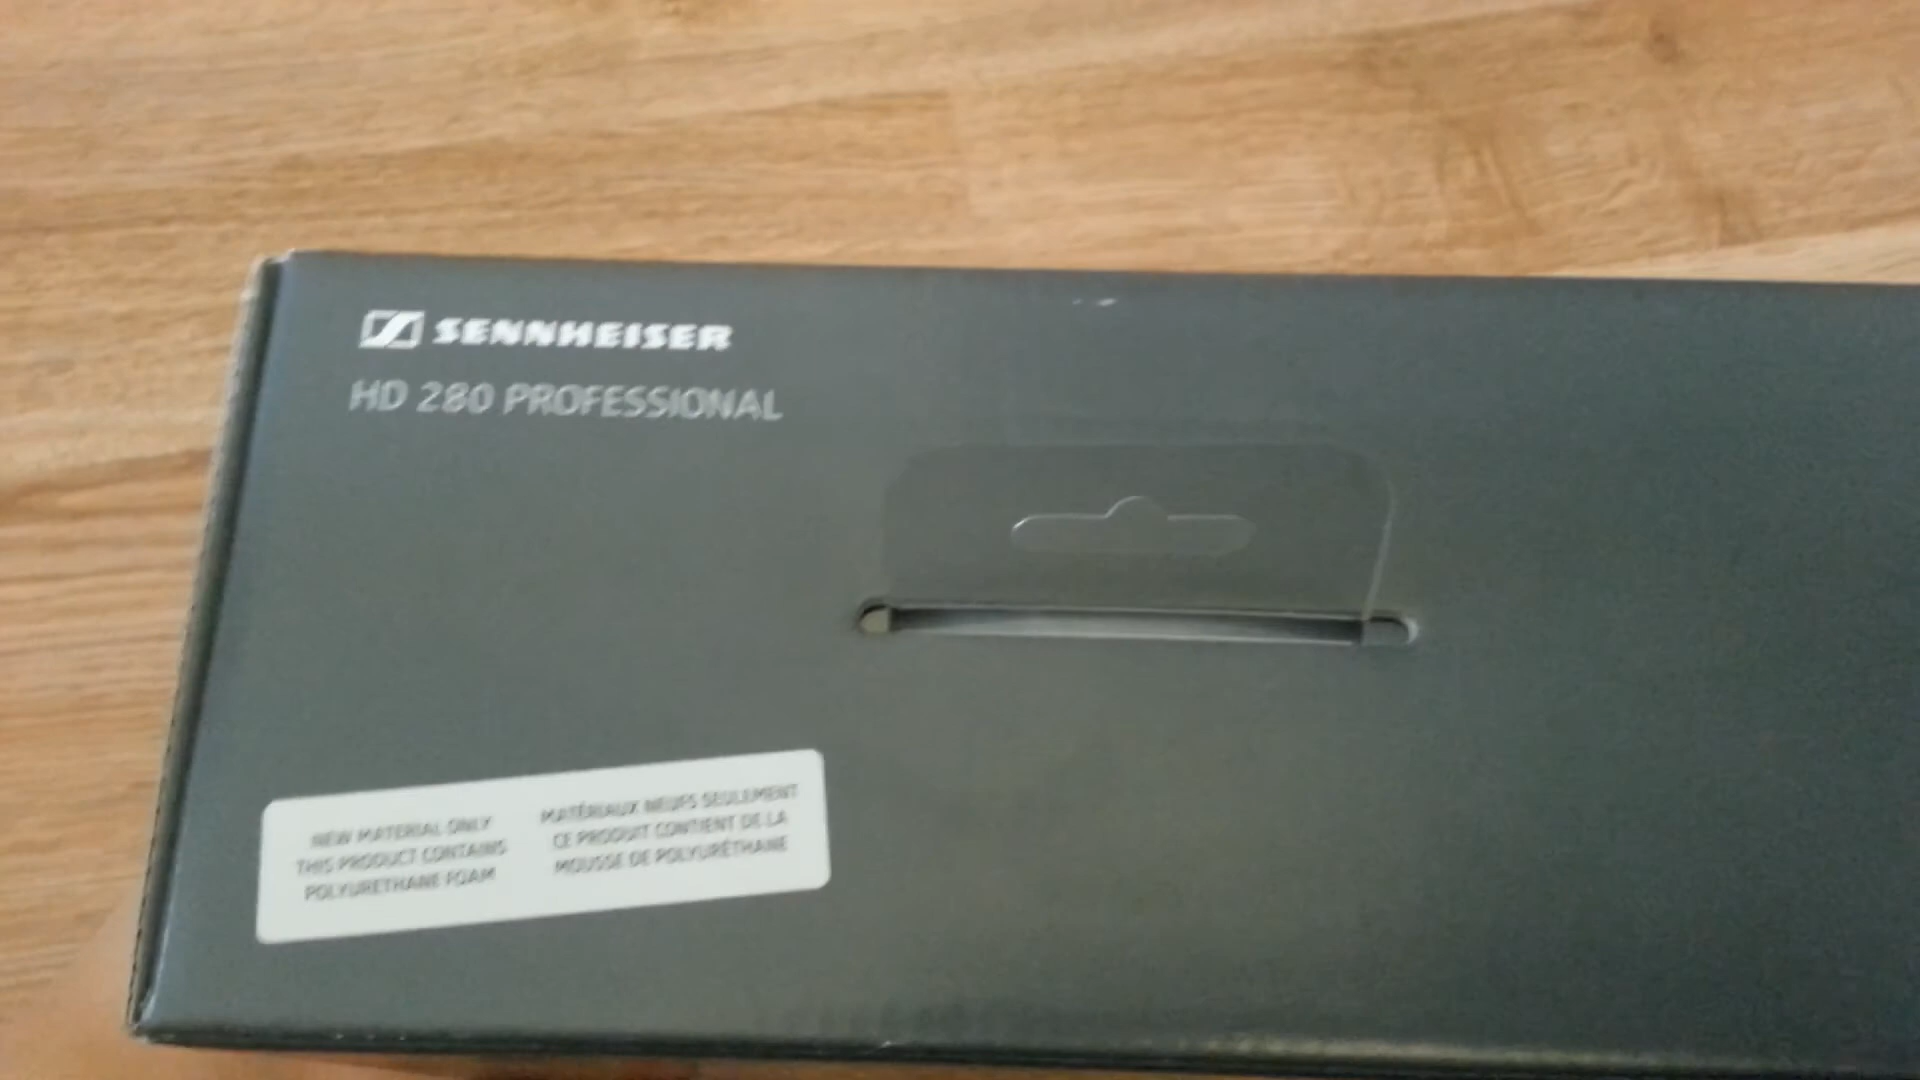 SENNHEISER
HD 280 PROFESSIONAL
NEW MATERIAL ONLY
THIS PRODUCT CONTAINS
POLYURETHANE FOAM
MATÉRIAUX NEUFS SEULEMENT
CE PRODUIT CONTIENT DE LA
MOUSSE DE POLYURÉTHANE